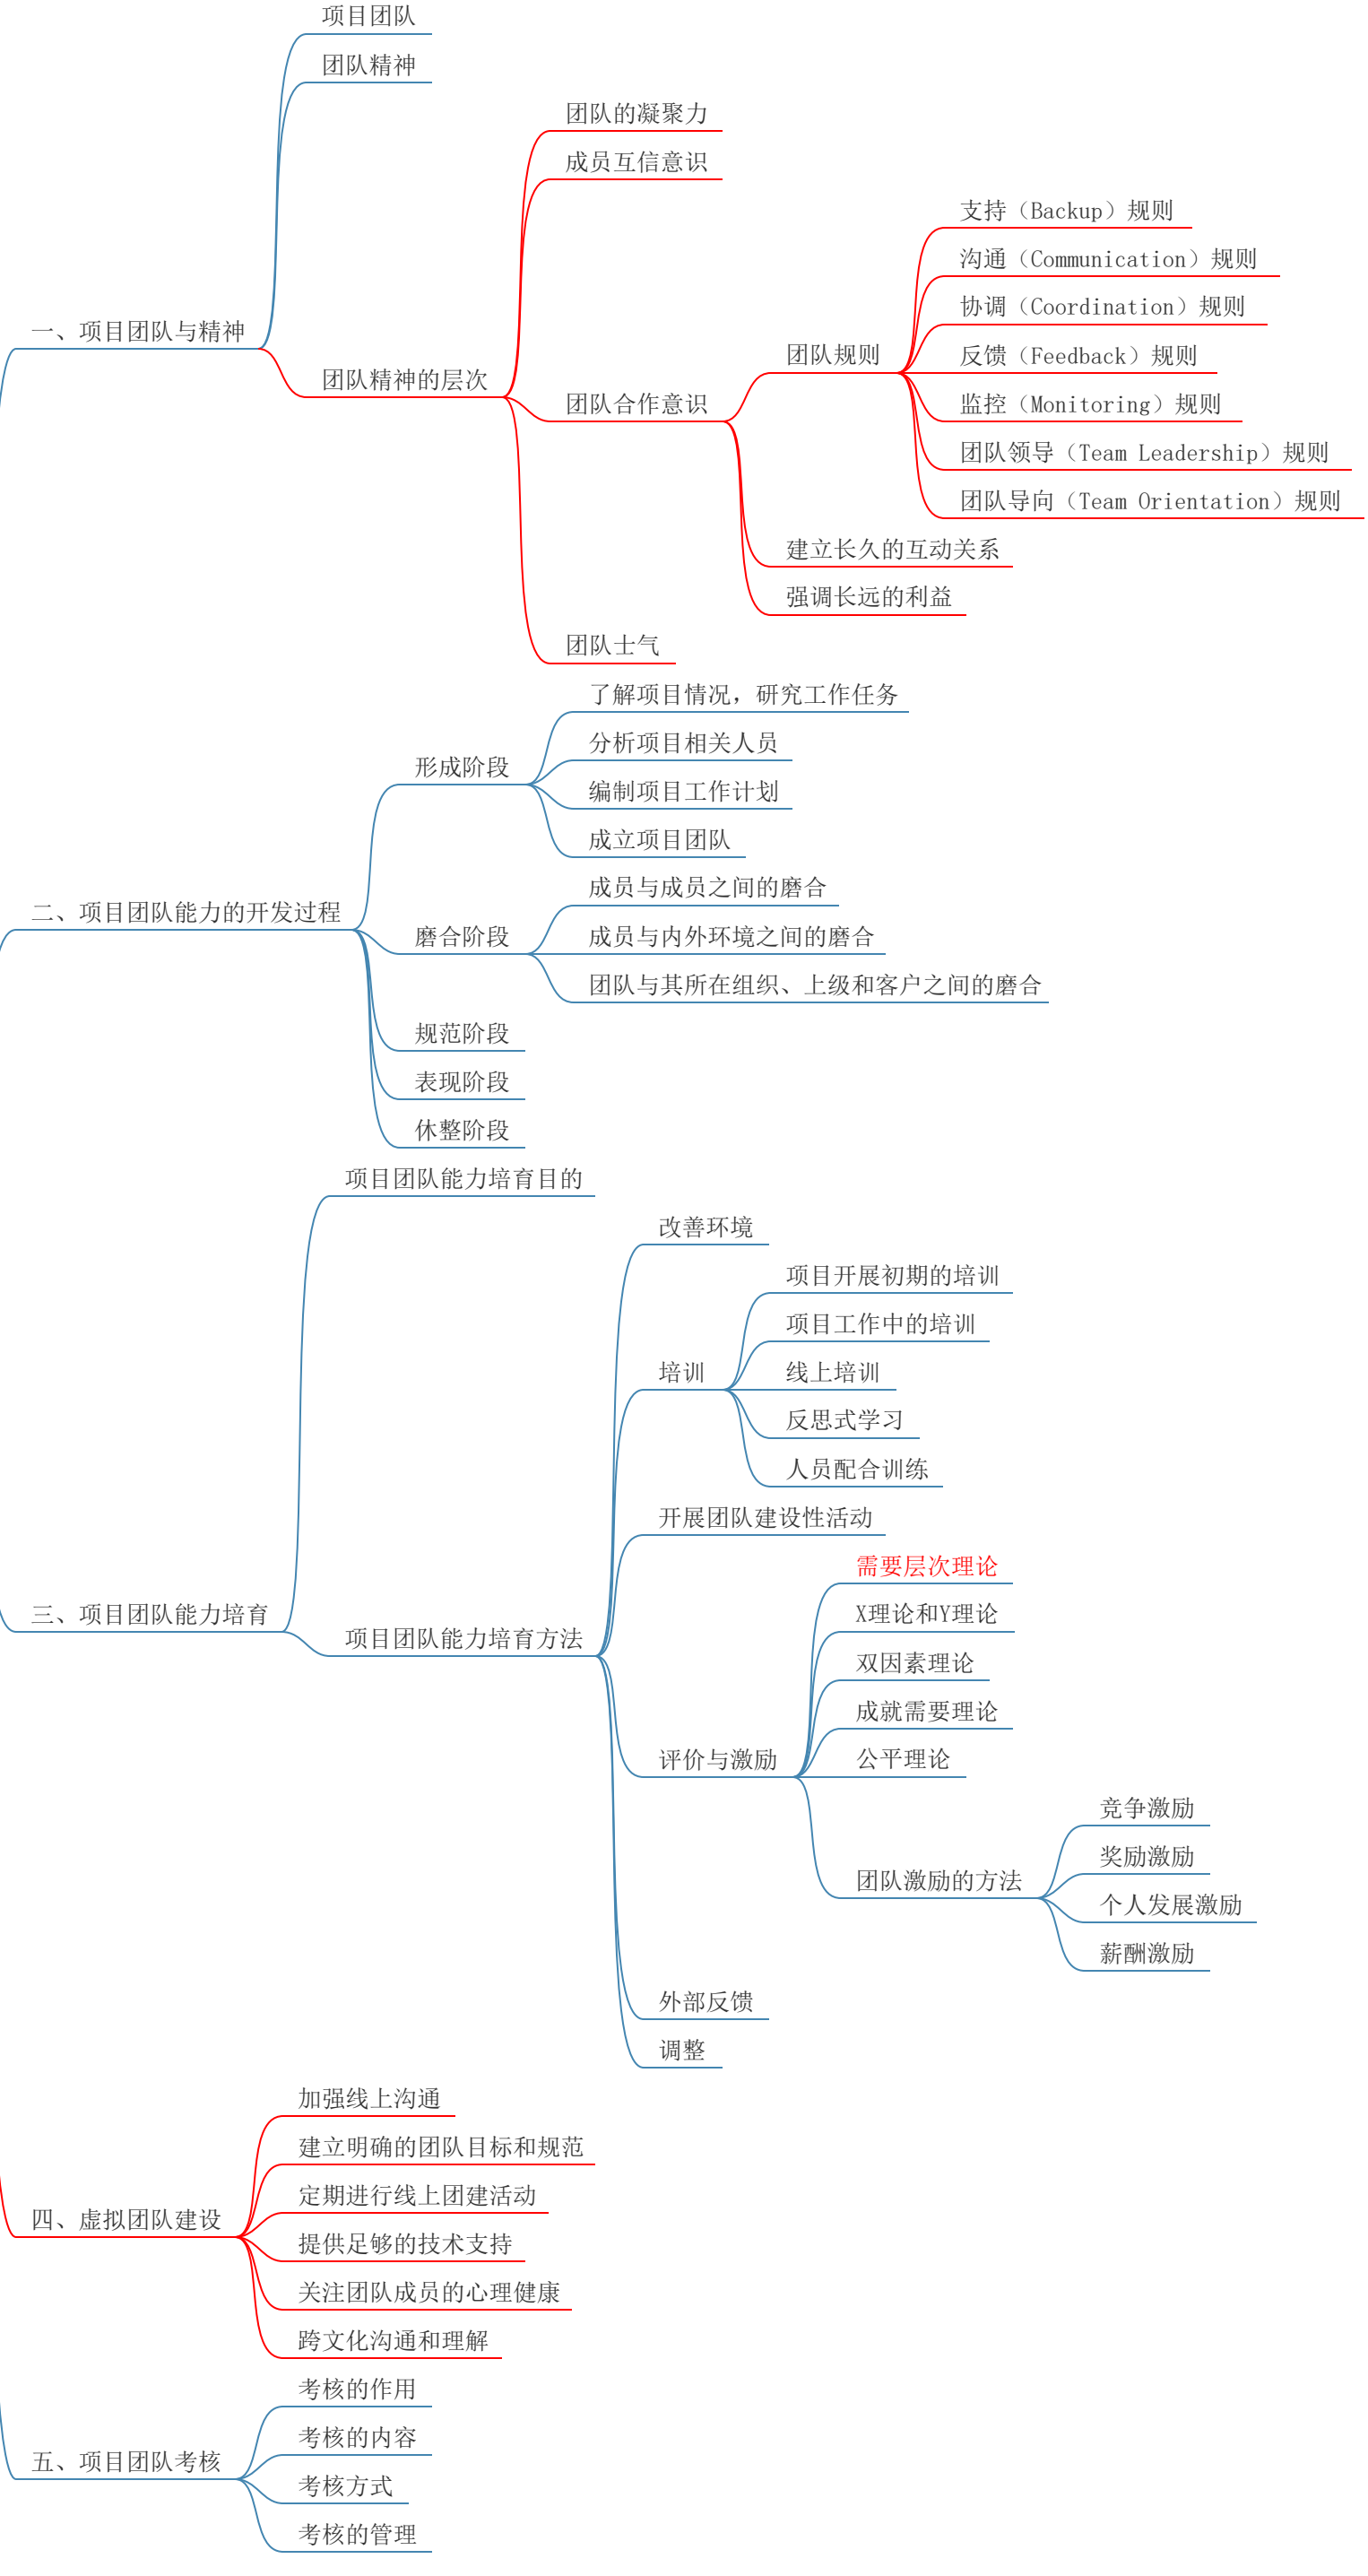 项目团队
团队精神
团队的凝聚力
成员互信意识
支持（Backup）规则
沟通（Communication）规则
协调（Coordination）规则
一、项目团队与精神
团队规则
反馈（Feedback）规则
团队精神的层次
团队合作意识
监控（Monitoring）规则
团队领导（Team Leadership）规则
团队导向（Team Orientation）规则
建立长久的互动关系
强调长远的利益
团队士气
了解项目情况，研究工作任务
分析项目相关人员
形成阶段
编制项目工作计划
成立项目团队
成员与成员之间的磨合
二、项目团队能力的开发过程
磨合阶段
成员与内外环境之间的磨合
团队与其所在组织、上级和客户之间的磨合
规范阶段
表现阶段
休整阶段
项目团队能力培育目的
改善环境
项目开展初期的培训
项目工作中的培训
培训
线上培训
反思式学习
人员配合训练
开展团队建设性活动
需要层次理论
三、项目团队能力培育
X理论和Y理论
项目团队能力培育方法
双因素理论
成就需要理论
评价与激励
公平理论
竞争激励
奖励激励
团队激励的方法
个人发展激励
薪酬激励
外部反馈
调整
加强线上沟通
建立明确的团队目标和规范
定期进行线上团建活动
四、虚拟团队建设
提供足够的技术支持
关注团队成员的心理健康
跨文化沟通和理解
考核的作用
考核的内容
五、项目团队考核
考核方式
考核的管理